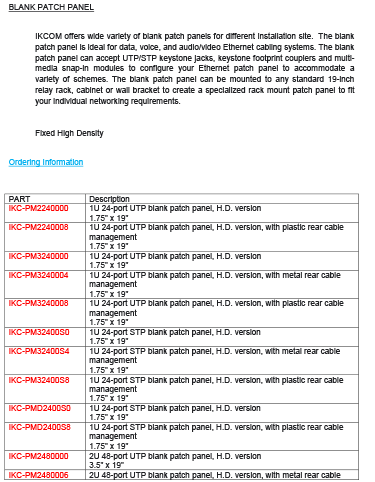 BLANK PATCH PANEL
IKCOM offers wide variety of blank patch panels for different installation site. The blank
patch panel is ideal for data, voice, and audio/video Ethernet cabling systems. The blank
patch panel can accept UTP/STP keystone jacks, keystone footprint couplers and multi-
media snap-in modules to configure your Ethernet patch panel to accommodate a
variety of schemes. The blank patch panel can be mounted to any standard 19-inch
relay rack, cabinet or wall bracket to create a specialized rack mount patch panel to fit
your individual networking requirements.
Fixed High Density
Ordering Information
PART Description
IKC-PM2240000 1U 24-port UTP blank patch panel, H.D. version
1.75" x 19"
IKC-PM2240008 1U 24-port UTP blank patch panel, H.D. version, with plastic rear cable
management
1.75" x 19"
IKC-PM3240000 1U 24-port UTP blank patch panel, H.D. version
1.75" x 19"
IKC-PM3240004 1U 24-port UTP blank patch panel, H.D. version, with metal rear cable
management
1.75" x 19"
IKC-PM3240008 1U 24-port UTP blank patch panel, H.D. version, with plastic rear cable
management
1.75" x 19"
IKC-PM32400S0 1U 24-port STP blank patch panel, H.D. version
1.75" x 19"
IKC-PM32400S4 1U 24-port STP blank patch panel, H.D. version, with metal rear cable
management
1.75" x 19"
IKC-PM32400S8 1U 24-port STP blank patch panel, H.D. version, with plastic rear cable
management
1.75" x 19"
IKC-PMD2400S0 1U 24-port STP blank patch panel, H.D. version
1.75" x 19"
IKC-PMD2400S8 1U 24-port STP blank patch panel, H.D. version, with plastic rear cable
management
1.75" x 19"
IKC-PM2480000 2U 48-port UTP blank patch panel, H.D. version
3.5" x 19"
IKC-PM2480006 2U 48-port UTP blank patch panel, H.D. version, with metal rear cable